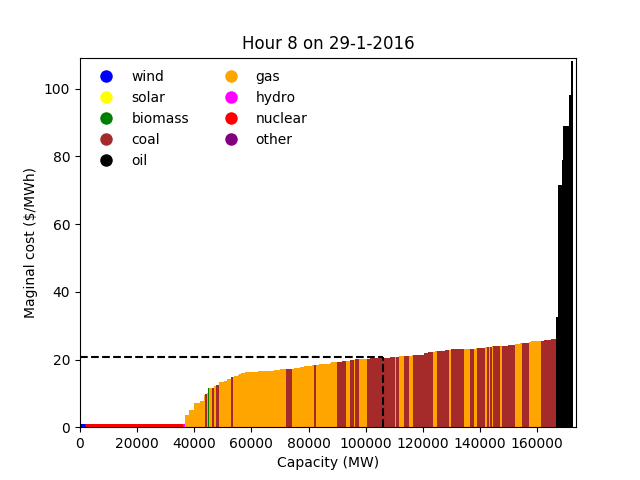 Hour 8 on 29-1-2016
wind
solar
biomass
coal
oil
gas
hydro
nuclear
other
Maginal cost ($/MWh)
100
80
60
40
20
0
0 20000 40000 60000 80000 100000 120000 140000 160000
Capacity (MW)